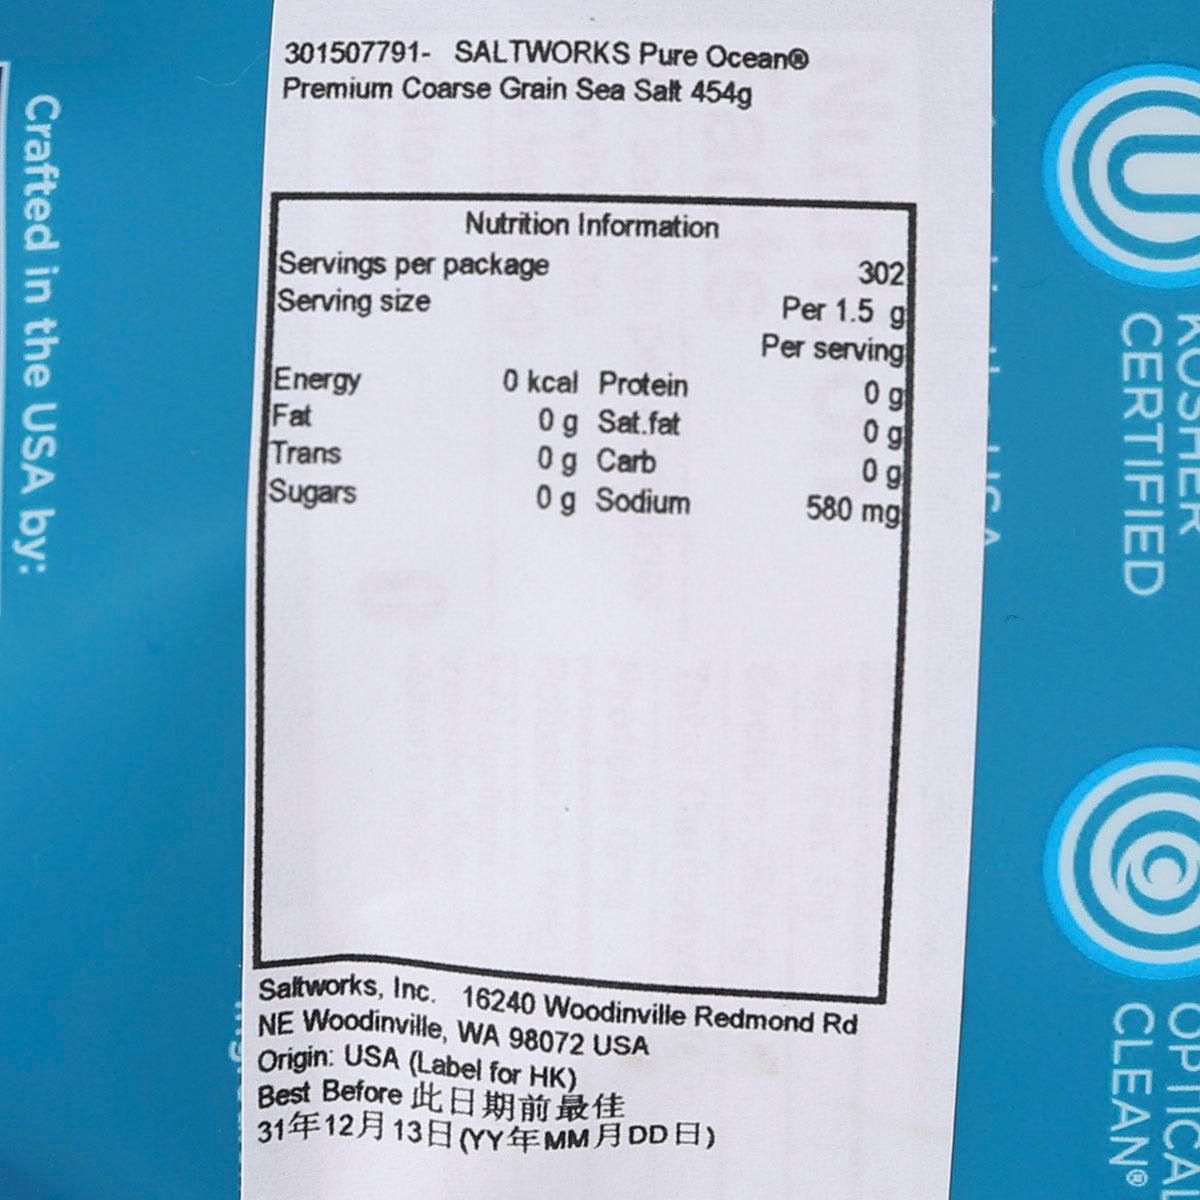 301507791- SALTWORKS Pure Ocean®
Premium Coarse Grain Sea Salt 454g
Nutrition Information
Servings per package 302
Serving size Per 1.5 g
Per serving
Energy 0 kcal Protein 0 g
Fat 0 g Sat.fat 0 g
Trans 0 g Carb 0 g
Sugars 0 g Sodium 580 mg
Saltworks, Inc. 16240 Woodinville Redmond Rd
NE Woodinville, WA 98072 USA
Origin: USA (Label for HK)
Best Before 此日期前最佳
31年12月13日(YY年MM月DD日)
Crafted in the USA by:
KOSHER
CERTIFIED
OPTICAL
CLEAN®